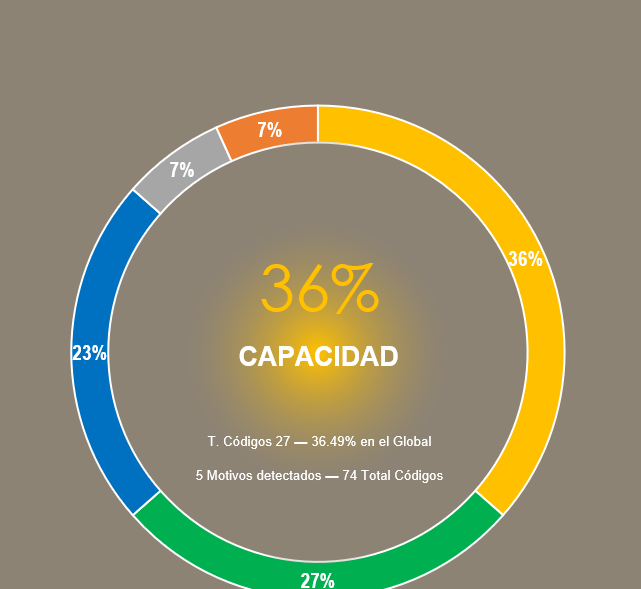 7%
7%
36%
36%
23%
CAPACIDAD
T. Códigos 27 — 36.49% en el Global
5 Motivos detectados — 74 Total Códigos
27%